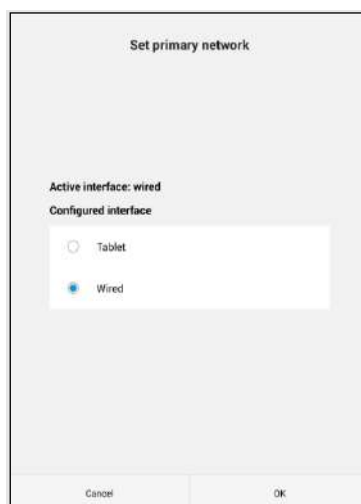 Set primary network
Active interface: wired
Configured interface
Tablet
Wired
Cancel
OK